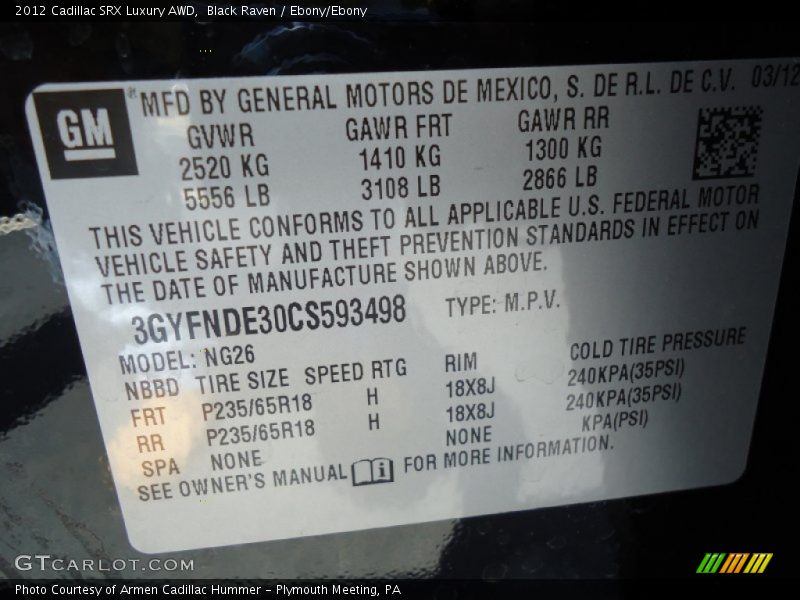 2012 Cadillac SRX Luxury AWD, Black Raven / Ebony/Ebony
GM ® MFD BY GENERAL MOTORS DE MEXICO, S. DE R.L. DE C.V. 03/12
GVWR GAWR FRT GAWR RR
2520 KG 1410 KG 1300 KG
5556 LB 3108 LB 2866 LB
THIS VEHICLE CONFORMS TO ALL APPLICABLE U.S. FEDERAL MOTOR
VEHICLE SAFETY AND THEFT PREVENTION STANDARDS IN EFFECT ON
THE DATE OF MANUFACTURE SHOWN ABOVE.
3GYFNDE30CS593498 TYPE: M.P.V.
MODEL: NG26
NBBD TIRE SIZE SPEED RTG RIM COLD TIRE PRESSURE
FRT P235/65R18 H 18X8J 240KPA(35PSI)
RR P235/65R18 H 18X8J 240KPA(35PSI)
SPA NONE NONE KPA(PSI)
SEE OWNER'S MANUAL i FOR MORE INFORMATION.
GTCARLOT.COM
Photo Courtesy of Armen Cadillac Hummer - Plymouth Meeting, PA